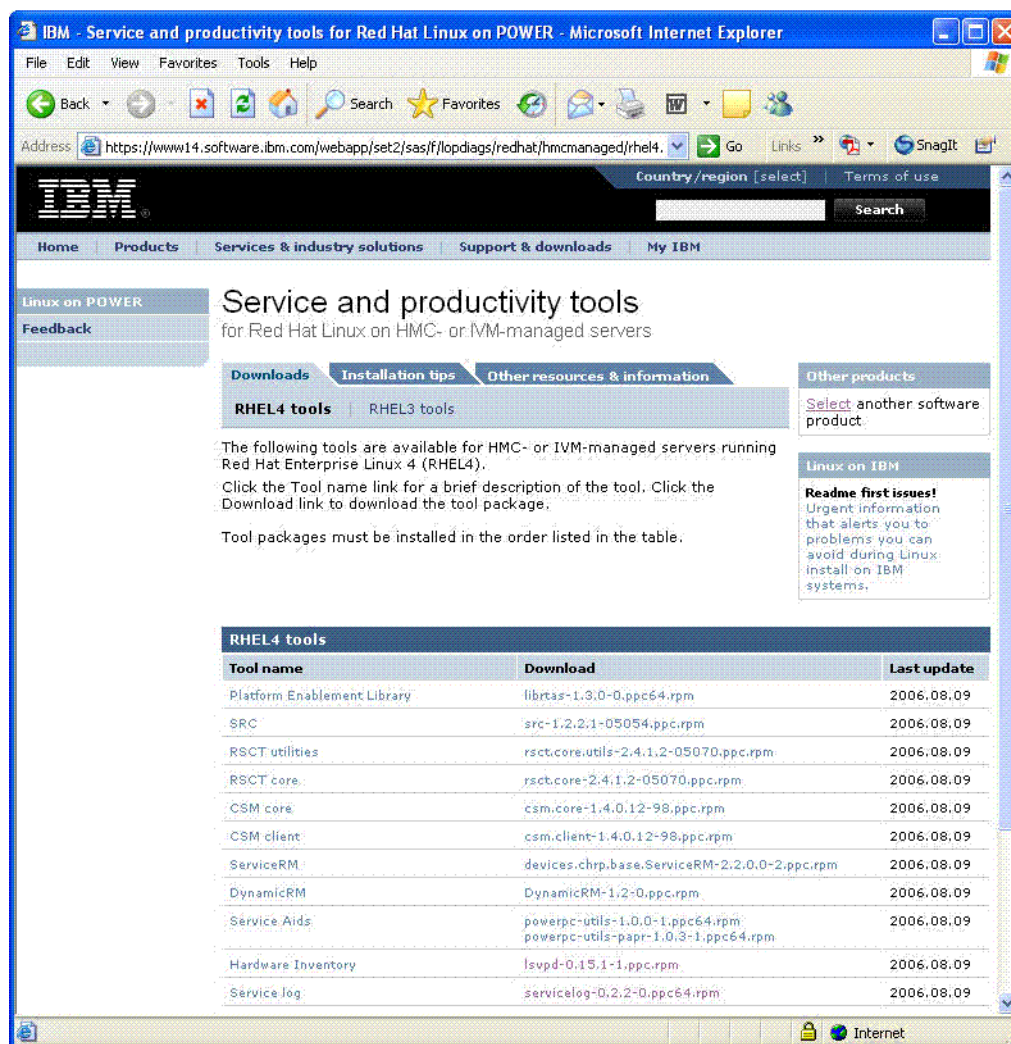 IBM - Service and productivity tools for Red Hat Linux on POWER - Microsoft Internet Explorer
File Edit View Favorites Tools Help
Back Search Favorites
Address https://www14.software.ibm.com/webapp/set2/sas/f/lopdiags/redhat/hmcmanaged/rhel4. Go Links » SnagIt
Country/region [select] | Terms of use
IBM®
Search
Home | Products | Services & industry solutions | Support & downloads | My IBM
Linux on POWER
Feedback
Service and productivity tools
for Red Hat Linux on HMC- or IVM-managed servers
Downloads Installation tips Other resources & information
RHEL4 tools | RHEL3 tools
The following tools are available for HMC- or IVM-managed servers running
Red Hat Enterprise Linux 4 (RHEL4).
Click the Tool name link for a brief description of the tool. Click the
Download link to download the tool package.
Tool packages must be installed in the order listed in the table.
Other products
Select another software
product
Linux on IBM
Readme first issues!
Urgent information
that alerts you to
problems you can
avoid during Linux
install on IBM
systems.
RHEL4 tools
Tool name Download Last update
Platform Enablement Library librtas-1.3.0-0.ppc64.rpm 2006.08.09
SRC src-1.2.2.1-05054.ppc.rpm 2006.08.09
RSCT utilities rsct.core.utils-2.4.1.2-05070.ppc.rpm 2006.08.09
RSCT core rsct.core-2.4.1.2-05070.ppc.rpm 2006.08.09
CSM core csm.core-1.4.0.12-98.ppc.rpm 2006.08.09
CSM client csm.client-1.4.0.12-98.ppc.rpm 2006.08.09
ServiceRM devices.chrp.base.ServiceRM-2.2.0.0-2.ppc.rpm 2006.08.09
DynamicRM DynamicRM-1.2-0.ppc.rpm 2006.08.09
Service Aids powerpc-utils-1.0.0-1.ppc64.rpm 2006.08.09
powerpc-utils-papr-1.0.3-1.ppc64.rpm
Hardware Inventory lsvpd-0.15.1-1.ppc.rpm 2006.08.09
Service log servicelog-0.2.2-0.ppc64.rpm 2006.08.09
Internet